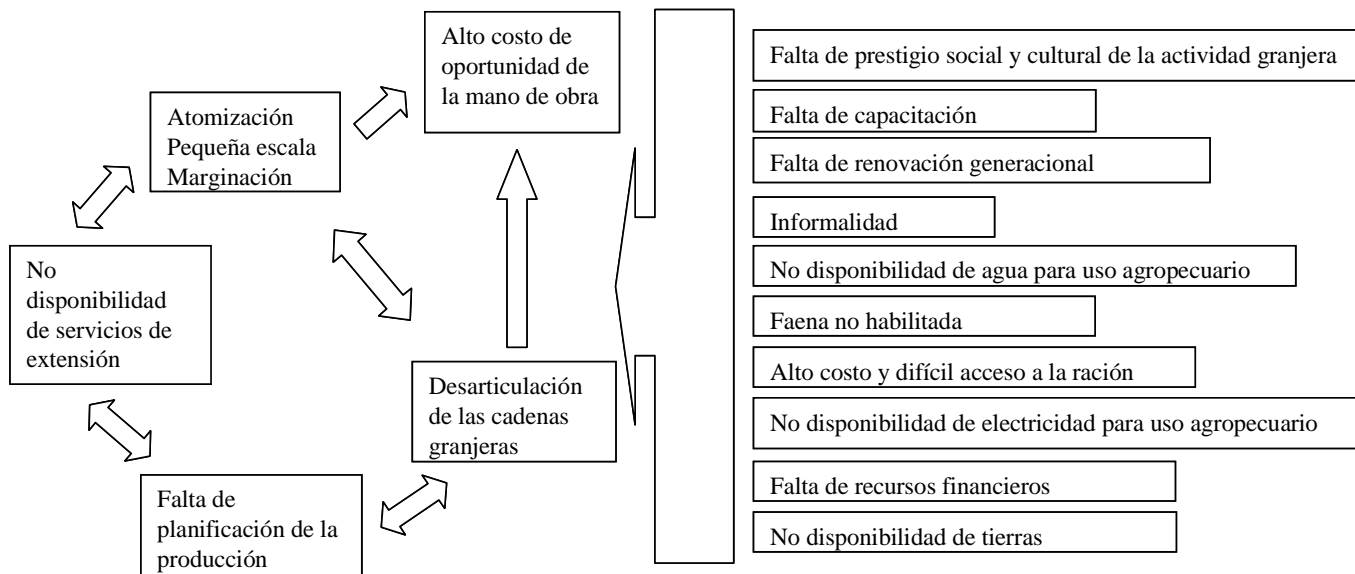 Alto costo de
oportunidad de
la mano de obra
Atomización
Pequeña escala
Marginación
No
disponibilidad
de servicios de
extensión
Desarticulación
de las cadenas
granjeras
Falta de
planificación de la
producción
Falta de prestigio social y cultural de la actividad granjera
Falta de capacitación
Falta de renovación generacional
Informalidad
No disponibilidad de agua para uso agropecuario
Faena no habilitada
Alto costo y difícil acceso a la ración
No disponibilidad de electricidad para uso agropecuario
Falta de recursos financieros
No disponibilidad de tierras